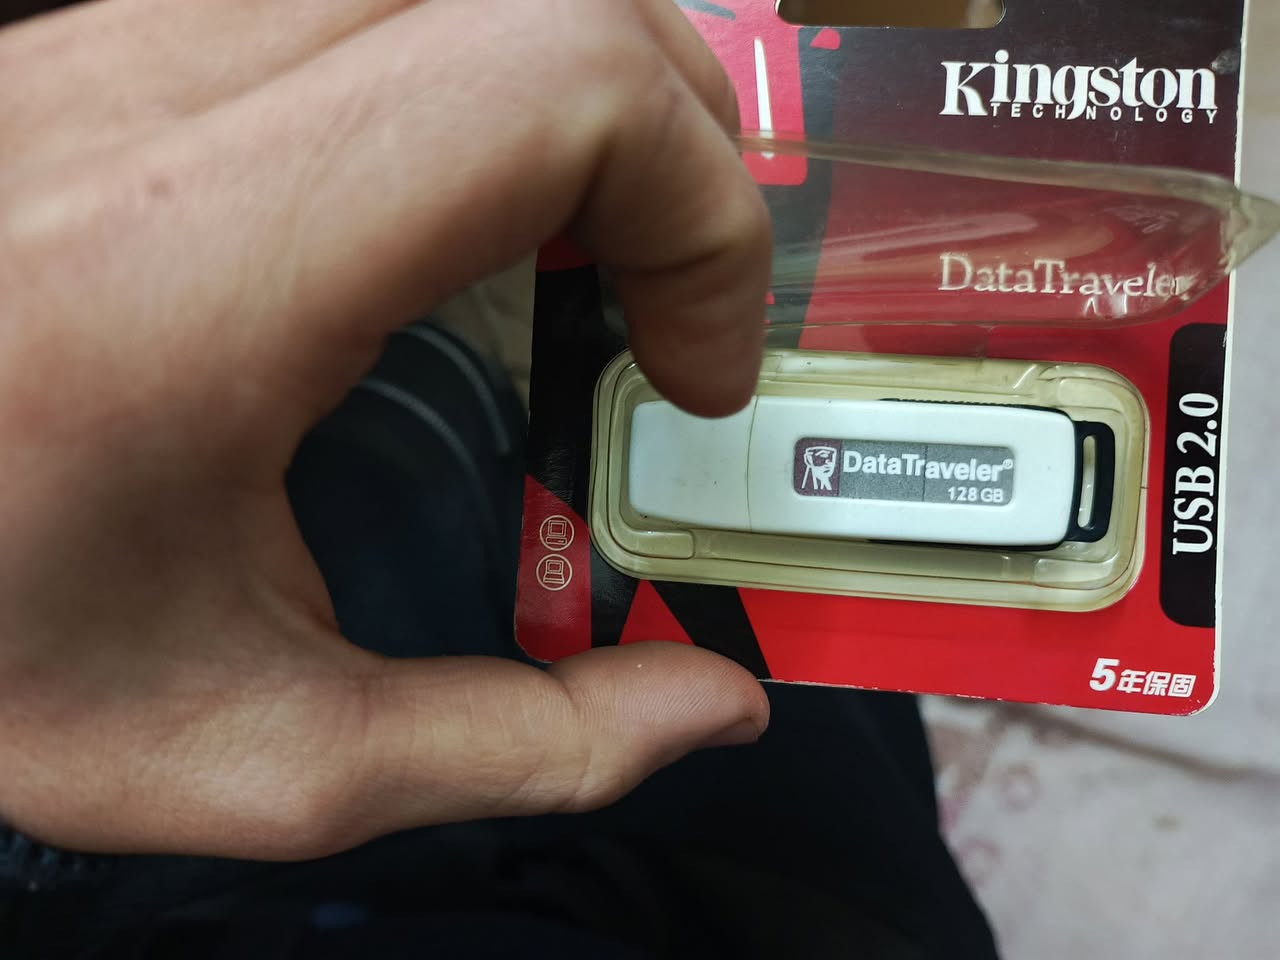 Kingston
TECHNOLOGY
DataTraveler
DataTraveler®
128 GB
USB 2.0
5年保固